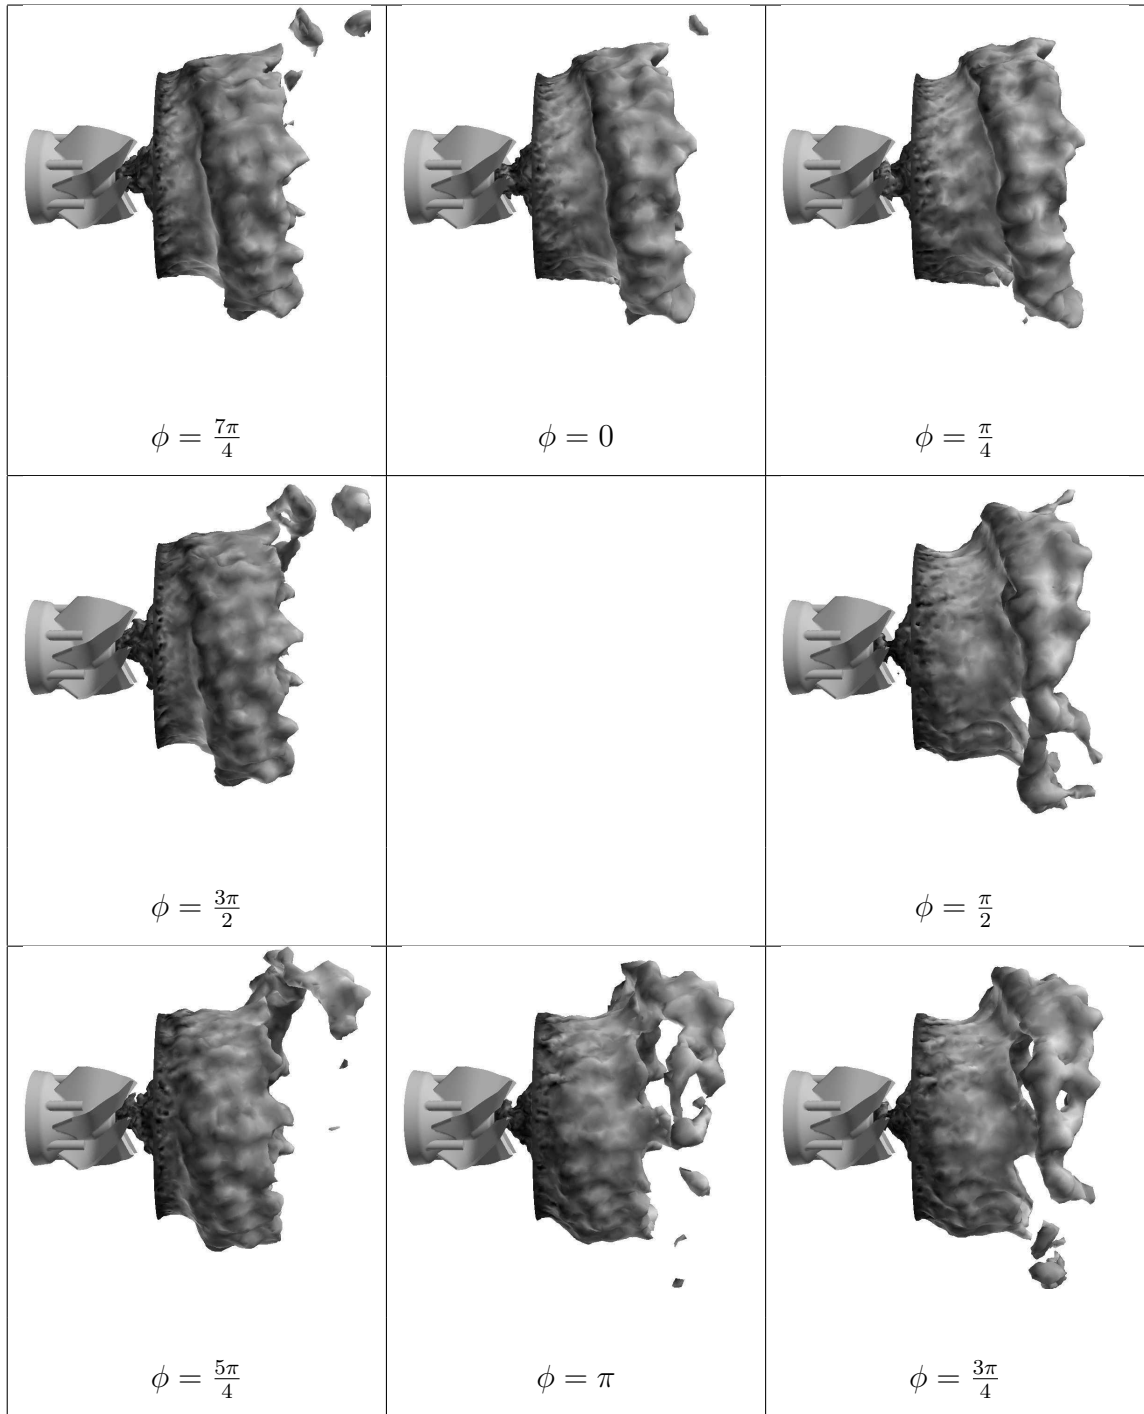 ϕ = 7π/4
ϕ = 0
ϕ = π/4
ϕ = 3π/2
ϕ = π/2
ϕ = 5π/4
ϕ = π
ϕ = 3π/4